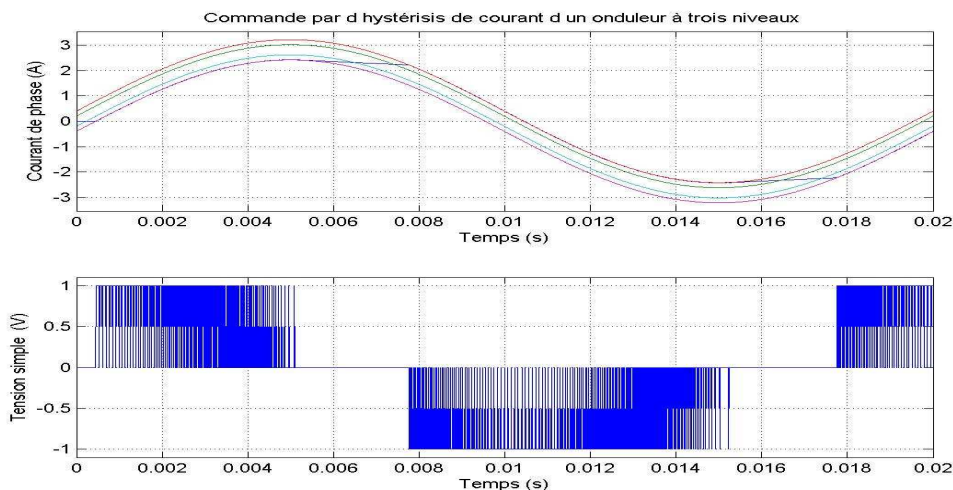 Commande par d hystérisis de courant d un onduleur à trois niveaux
Courant de phase (A)
3
2
1
0
-1
-2
-3
0 0.002 0.004 0.006 0.008 0.01 0.012 0.014 0.016 0.018 0.02
Temps (s)
Tension simple (V)
1
0.5
0
-0.5
-1
0 0.002 0.004 0.006 0.008 0.01 0.012 0.014 0.016 0.018 0.02
Temps (s)